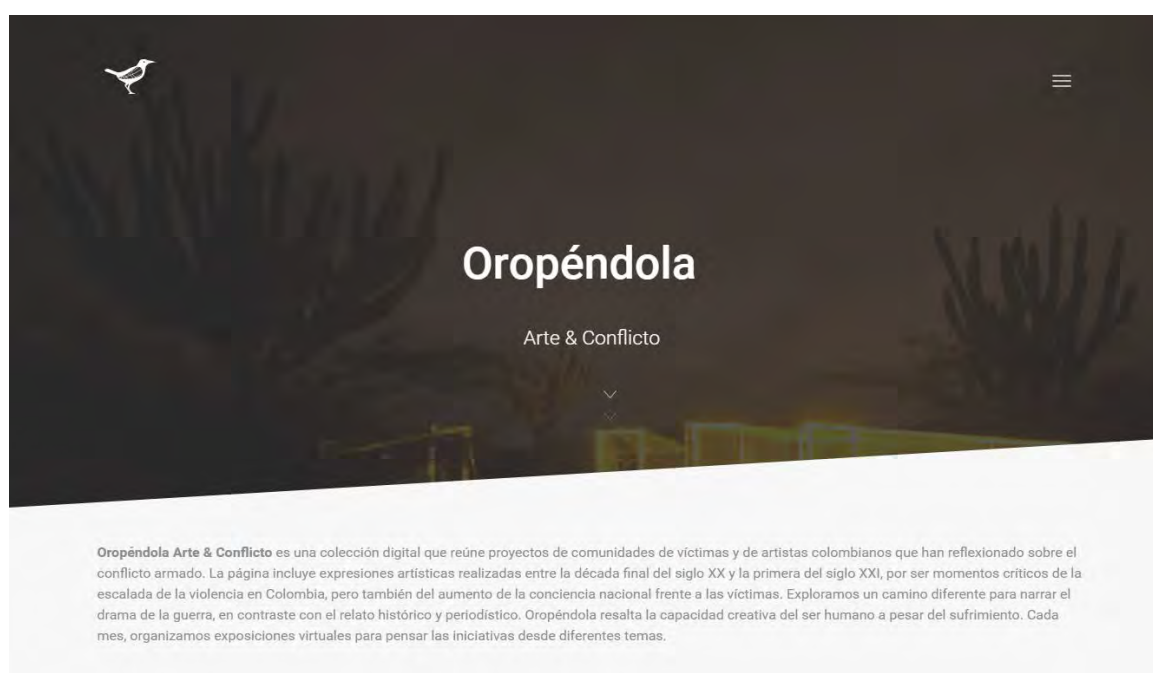 Oropéndola
Arte & Conflicto
Oropéndola Arte & Conflicto es una colección digital que reúne proyectos de comunidades de víctimas y de artistas colombianos que han reflexionado sobre el
conflicto armado. La página incluye expresiones artísticas realizadas entre la década final del siglo XX y la primera del siglo XXI, por ser momentos críticos de la
escalada de la violencia en Colombia, pero también del aumento de la conciencia nacional frente a las víctimas. Exploramos un camino diferente para narrar el
drama de la guerra, en contraste con el relato histórico y periodístico. Oropéndola resalta la capacidad creativa del ser humano a pesar del sufrimiento. Cada
mes, organizamos exposiciones virtuales para pensar las iniciativas desde diferentes temas.